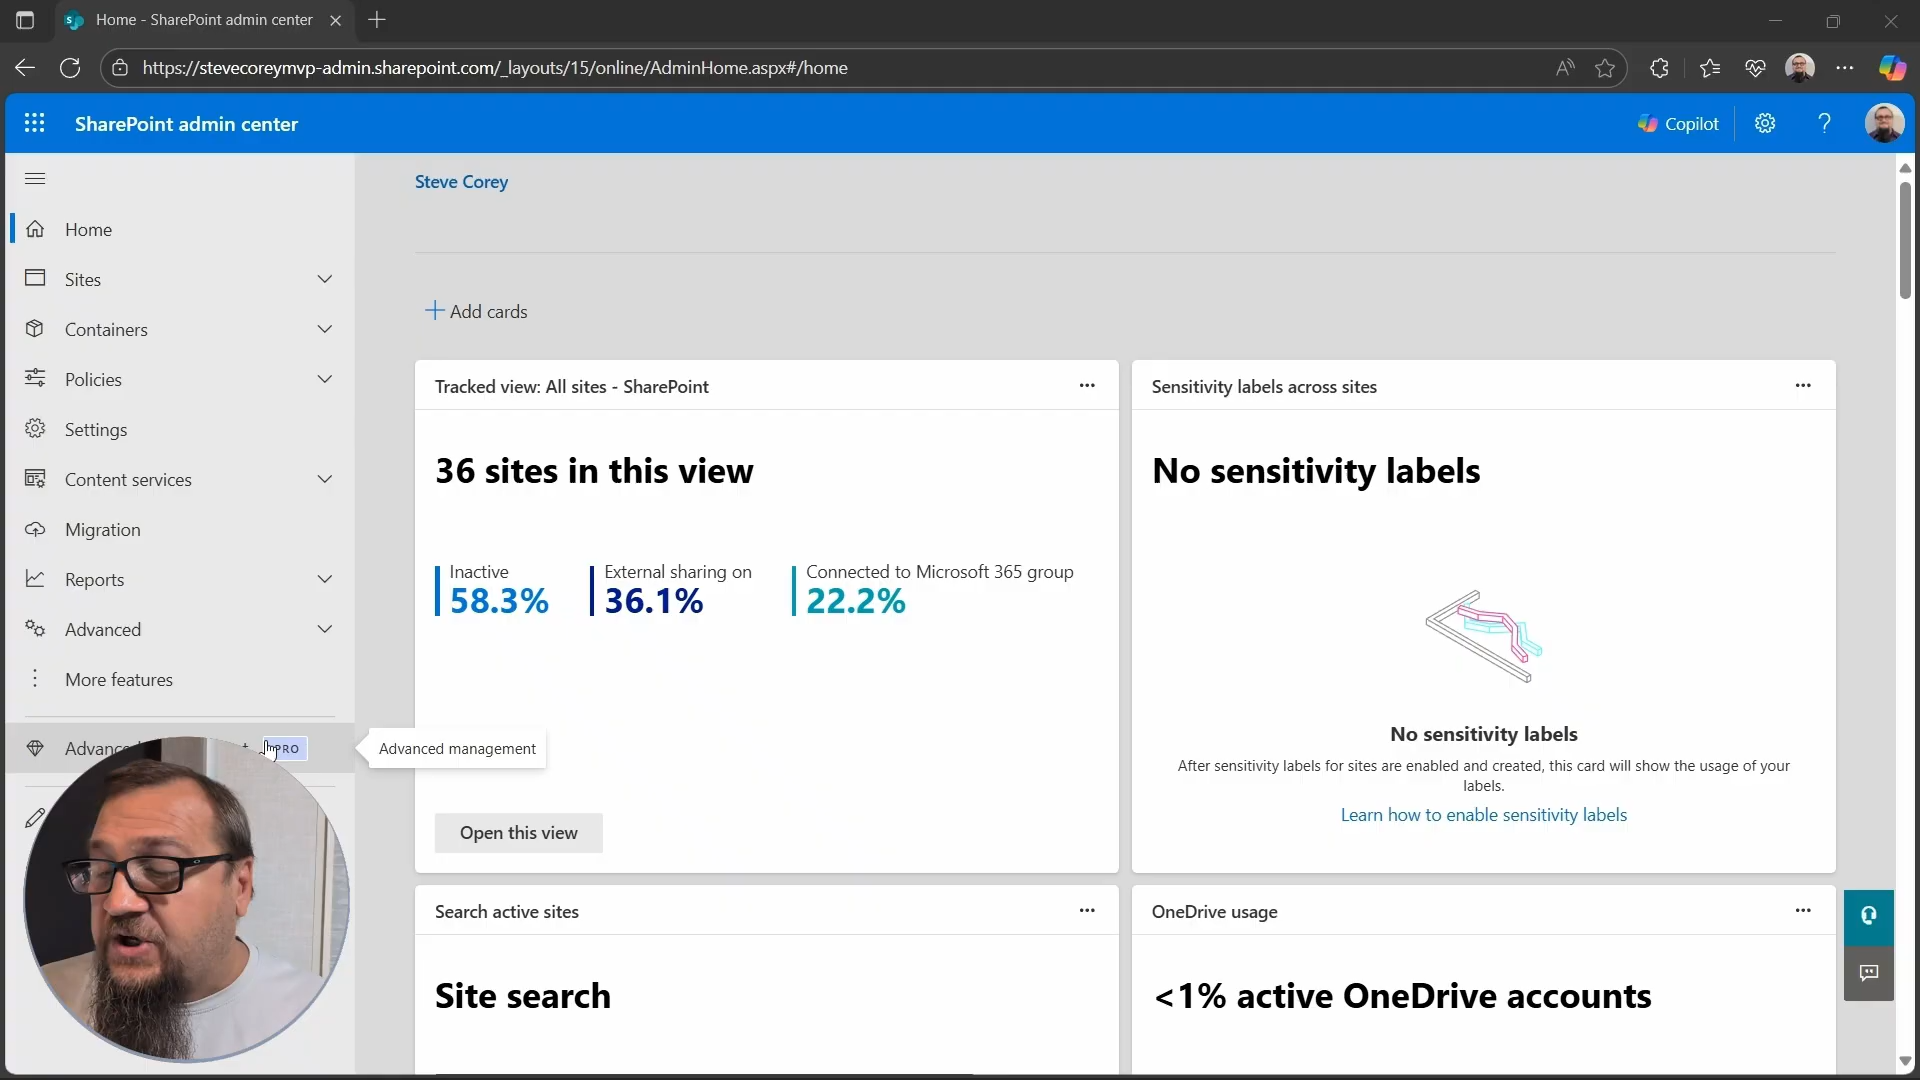 Home - SharePoint admin center
https://stevecoreymvp-admin.sharepoint.com/_layouts/15/online/AdminHome.aspx#/home
SharePoint admin center
Copilot
Steve Corey
Home
Sites
Containers
Policies
Settings
Content services
Migration
Reports
Advanced
More features
PRO
Advanced management
Add cards
Tracked view: All sites - SharePoint
36 sites in this view
Inactive
58.3%
External sharing on
36.1%
Connected to Microsoft 365 group
22.2%
Open this view
Sensitivity labels across sites
No sensitivity labels
No sensitivity labels
After sensitivity labels for sites are enabled and created, this card will show the usage of your
labels.
Learn how to enable sensitivity labels
Search active sites
Site search
OneDrive usage
<1% active OneDrive accounts